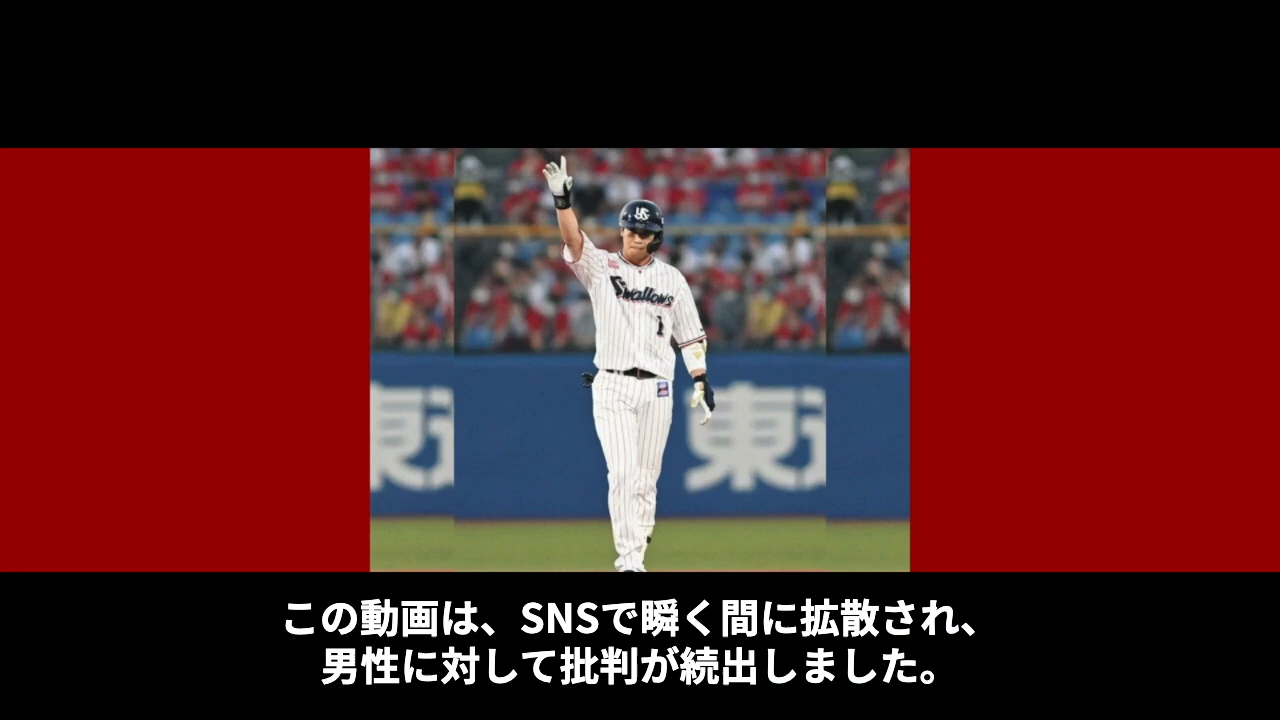 Swallows
1
東
東
この動画は、SNSで瞬く間に拡散され、
男性に対して批判が続出しました。